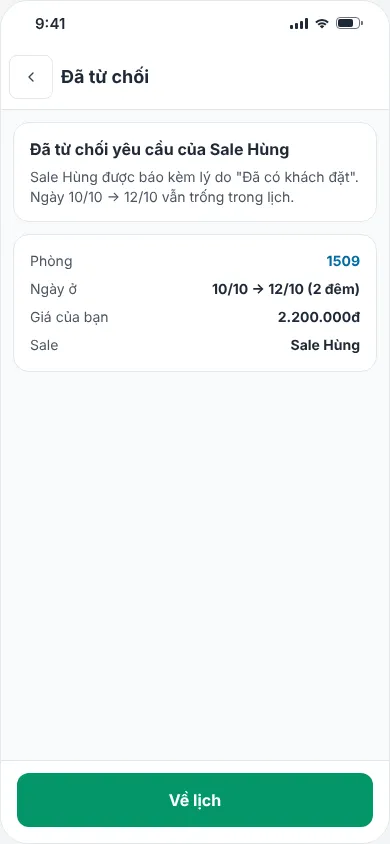 9:41
Đã từ chối
Đã từ chối yêu cầu của Sale Hùng
Sale Hùng được báo kèm lý do "Đã có khách đặt".
Ngày 10/10 → 12/10 vẫn trống trong lịch.
Phòng 1509
Ngày ở 10/10 → 12/10 (2 đêm)
Giá của bạn 2.200.000đ
Sale Sale Hùng
Về lịch